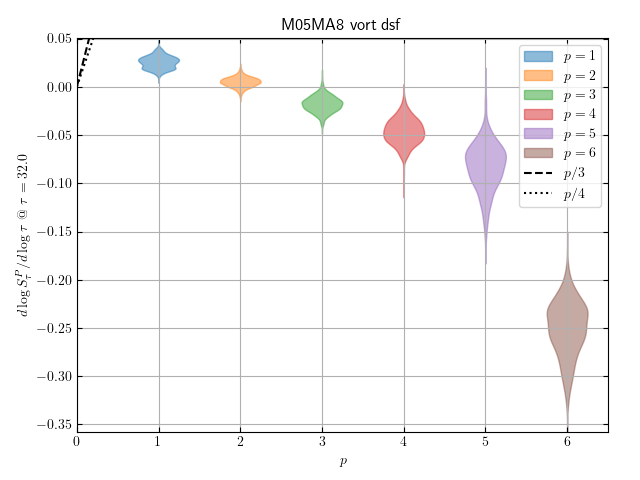 M05MA8 vort dsf
0.05
0.00
−0.05
−0.10
−0.15
−0.20
−0.25
−0.30
−0.35
d log S_τ^P / d log τ @ τ = 32.0
p = 1
p = 2
p = 3
p = 4
p = 5
p = 6
p/3
p/4
0 1 2 3 4 5 6
p